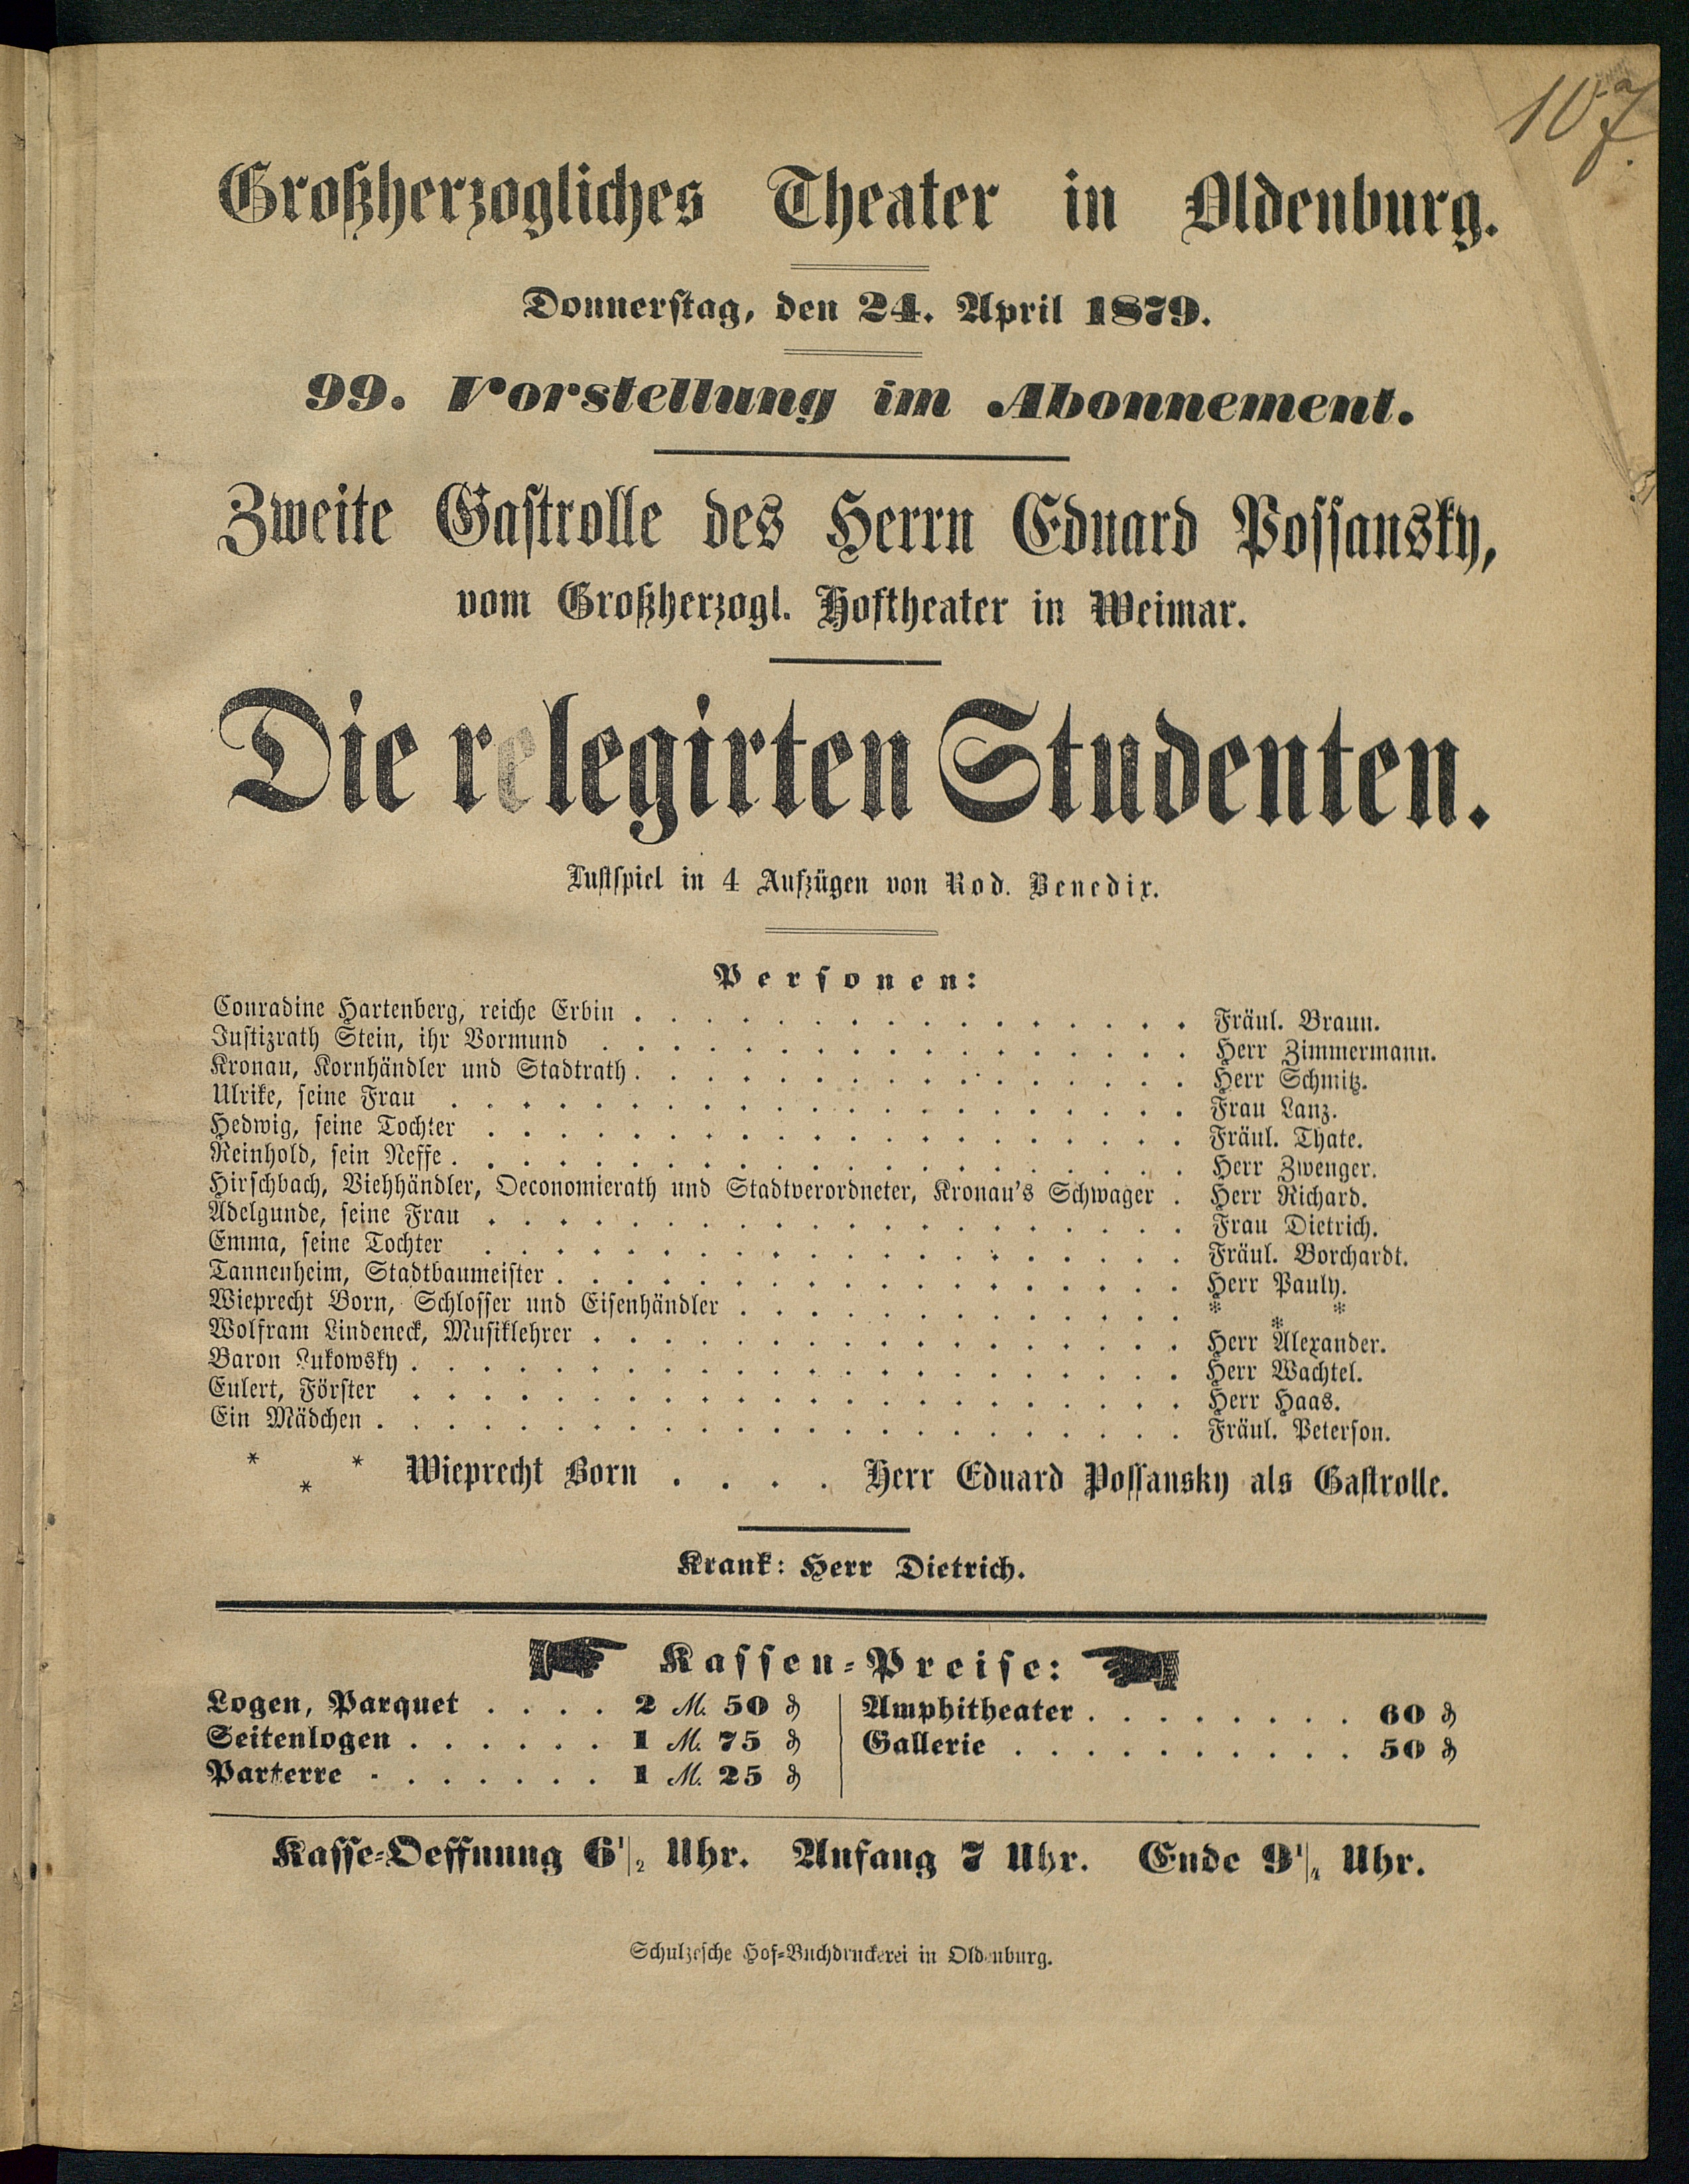 107
Großherzogliches Theater in Oldenburg.
Donnerstag, den 24. April 1879.
99. Vorstellung im Abonnement.
Zweite Gastrolle des Herrn Eduard Possansky,
vom Großherzogl. Hoftheater in Weimar.
Die relegirten Studenten.
Lustspiel in 4 Aufzügen von Rod. Benedix.
Personen:
Conradine Hartenberg, reiche Erbin . . . . . . . . . . . . . . . . Fräul. Braun.
Justizrath Stein, ihr Vormund . . . . . . . . . . . . . . . . . Herr Zimmermann.
Kronau, Kornhändler und Stadtrath . . . . . . . . . . . . . . . . Herr Schmitz.
Ulrike, seine Frau . . . . . . . . . . . . . . . . . . . . . Frau Lanz.
Hedwig, seine Tochter . . . . . . . . . . . . . . . . . . . . Fräul. Thate.
Reinhold, sein Neffe . . . . . . . . . . . . . . . . . . . . . Herr Zwenger.
Hirschbach, Viehhändler, Oeconomierath und Stadtverordneter, Kronau's Schwager . Herr Richard.
Adelgunde, seine Frau . . . . . . . . . . . . . . . . . . . . Frau Dietrich.
Emma, seine Tochter . . . . . . . . . . . . . . . . . . . . Fräul. Borchardt.
Tannenheim, Stadtbaumeister . . . . . . . . . . . . . . . . . . Herr Pauly.
Wieprecht Born, Schlosser und Eisenhändler . . . . . . . . . . . . . * * *
Wolfram Lindeneck, Musiklehrer . . . . . . . . . . . . . . . . . Herr Alexander.
Baron Lukowsky . . . . . . . . . . . . . . . . . . . . . . Herr Wachtel.
Eulert, Förster . . . . . . . . . . . . . . . . . . . . . . Herr Haas.
Ein Mädchen . . . . . . . . . . . . . . . . . . . . . . . Fräul. Peterson.
* * * Wieprecht Born . . . . Herr Eduard Possansky als Gastrolle.
Krank: Herr Dietrich.
Kassen-Preise:
Logen, Parquet . . . . 2 M. 50 ₰
Seitenlogen . . . . . . 1 M. 75 ₰
Parterre . . . . . . . 1 M. 25 ₰
Amphitheater . . . . . . . . 60 ₰
Gallerie . . . . . . . . . . 50 ₰
Kasse-Oeffnung 6 1/2 Uhr. Anfang 7 Uhr. Ende 9 1/4 Uhr.
Schulzesche Hof-Buchdruckerei in Oldenburg.